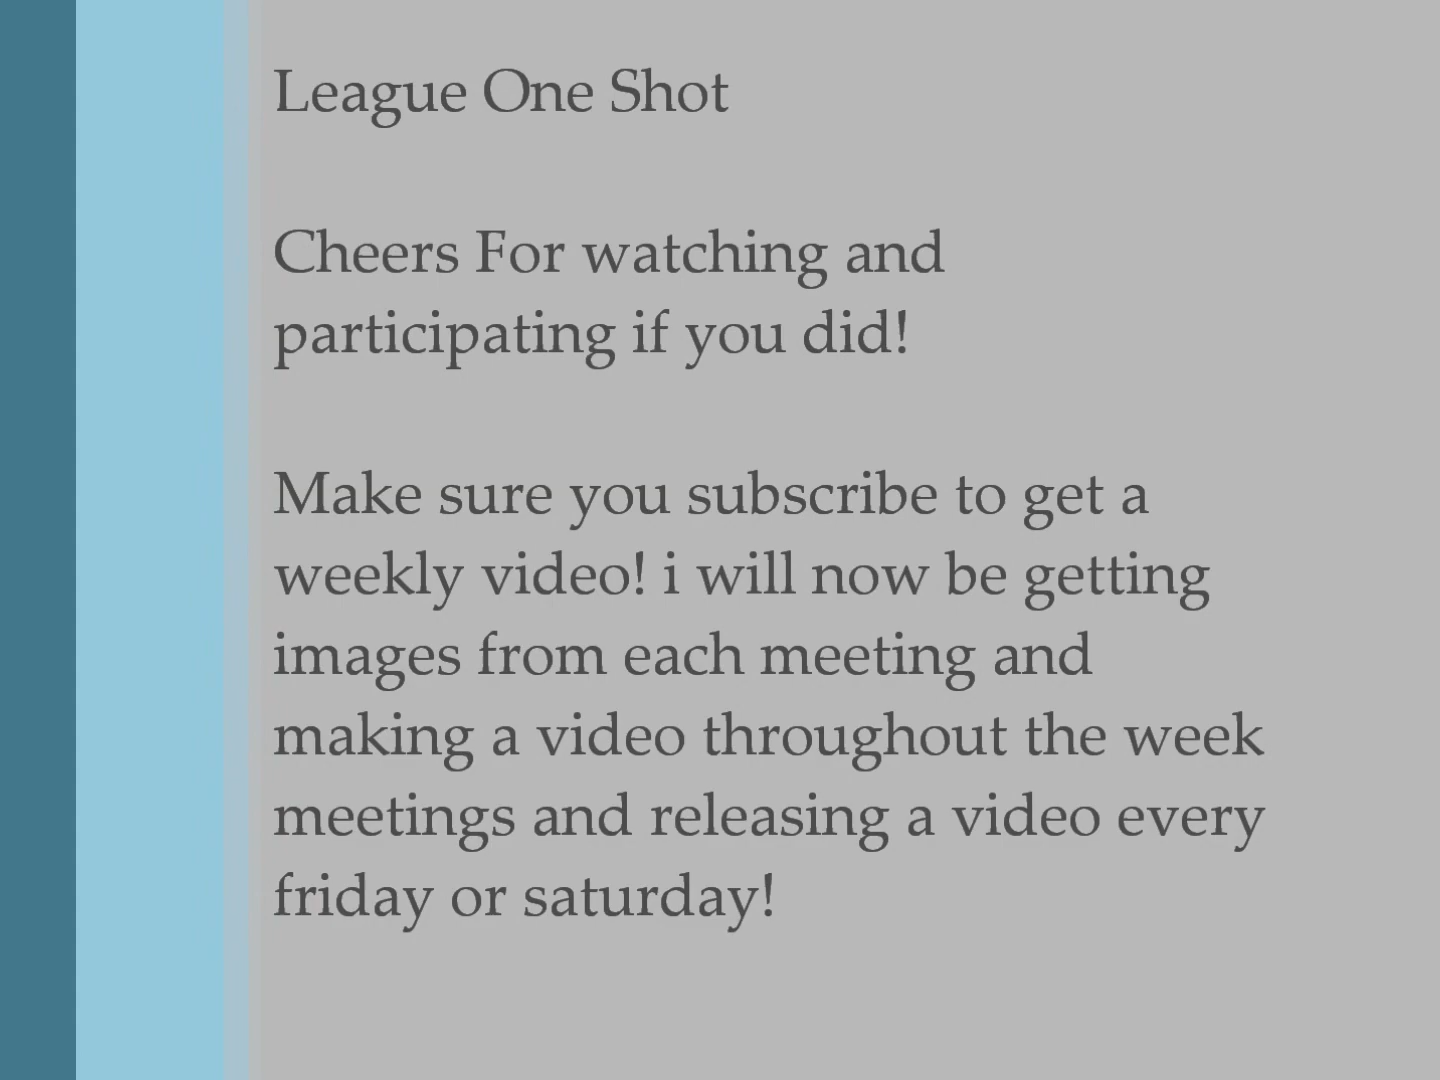 League One Shot
Cheers For watching and
participating if you did!
Make sure you subscribe to get a
weekly video! i will now be getting
images from each meeting and
making a video throughout the week
meetings and releasing a video every
friday or saturday!